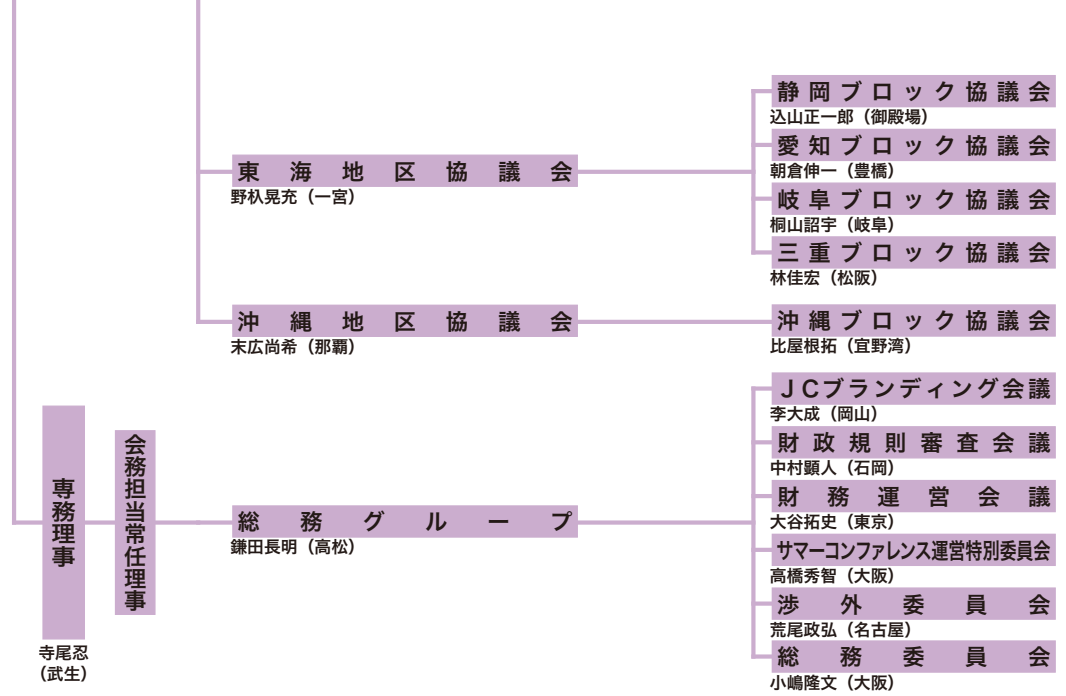 静岡ブロック協議会
込山正一郎（御殿場）
愛知ブロック協議会
朝倉伸一（豊橋）
東海地区協議会
野杁晃充（一宮）
岐阜ブロック協議会
桐山詔宇（岐阜）
三重ブロック協議会
林佳宏（松阪）
沖縄地区協議会
末広尚希（那覇）
沖縄ブロック協議会
比屋根拓（宜野湾）
専務理事
寺尾忍
（武生）
会務担当常任理事
総務グループ
鎌田長明（高松）
ＪＣブランディング会議
李大成（岡山）
財政規則審査会議
中村顕人（石岡）
財務運営会議
大谷拓史（東京）
サマーコンファレンス運営特別委員会
高橋秀智（大阪）
渉外委員会
荒尾政弘（名古屋）
総務委員会
小嶋隆文（大阪）